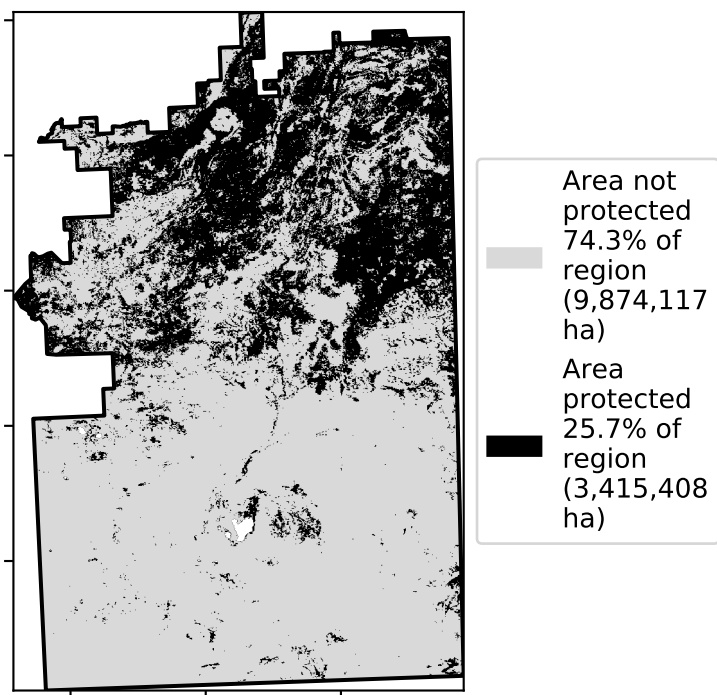 Area not
protected
74.3% of
region
(9,874,117
ha)
Area
protected
25.7% of
region
(3,415,408
ha)